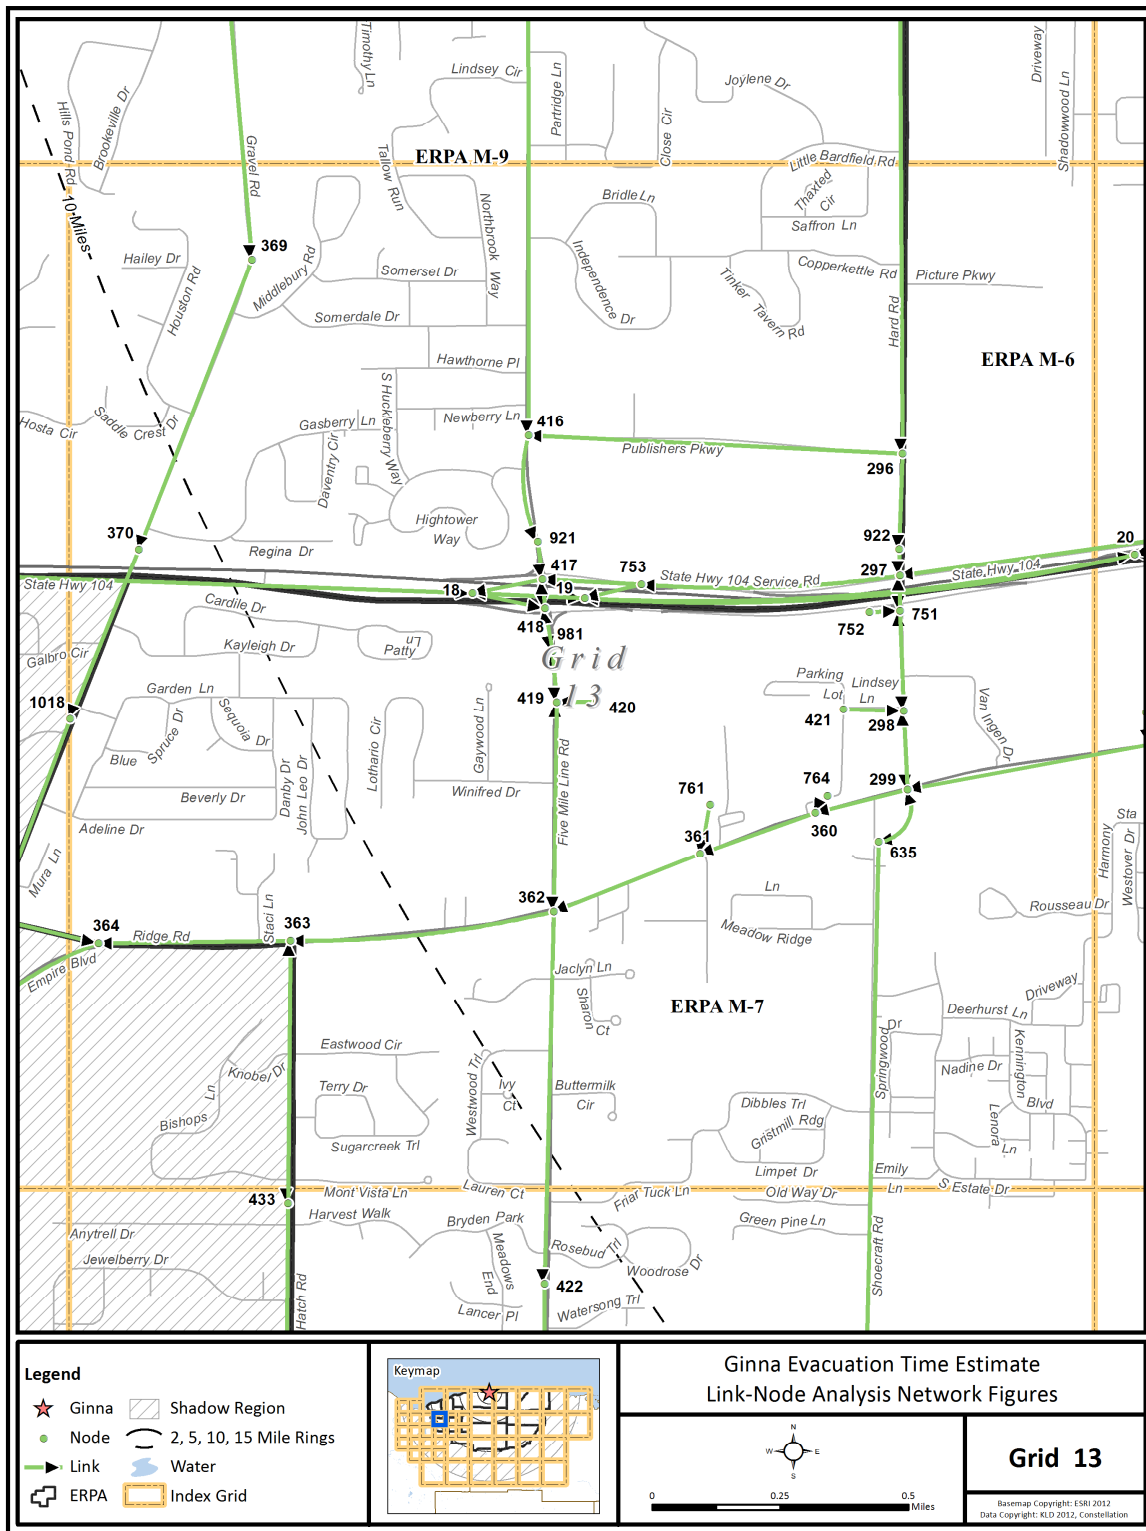 Timothy Ln
Lindsey Cir
Partridge Ln
Joylene Dr
Driveway
Hills Pond Rd
Brookeville Dr
Close Cir
Shadowwood Ln
Gravel Rd
Tallow Run
ERPA M-9
Little Bardfield Rd
Thaxted
Cir
10 Miles
Bridle Ln
Northbrook Way
Saffron Ln
369
Hailey Dr
Houston Rd
Middlebury Rd
Somerset Dr
Independence Dr
Copperkettle Rd
Picture Pkwy
Tinker Tavern Rd
Hard Rd
Somerdale Dr
Hawthorne Pl
ERPA M-6
S Huckleberry Way
Hosta Cir
Saddle Crest Dr
Gasberry Ln
Newberry Ln
416
Publishers Pkwy
Daventry Cir
296
Hightower
Way
370
Regina Dr
921
922
20
417
753
297
State Hwy 104
State Hwy 104 Service Rd
State Hwy 104
18
19
Cardile Dr
418
981
752
751
Galbro Cir
Kayleigh Dr
Patty
Ln
Grid
13
Parking
Lot
Lindsey
Ln
1018
Garden Ln
Sequoia Dr
Spruce Dr
419
420
421
298
Van Ingen Dr
Lothario Cir
Gaywood Ln
Blue
Danby Dr
John Leo Dr
Five Mile Line Rd
Beverly Dr
Winifred Dr
761
764
299
Adeline Dr
361
360
635
Sta
Harmony
Westover Dr
Mura Ln
362
Ln
Rousseau Dr
364
Ridge Rd
Staci Ln
363
Meadow Ridge
Empire Blvd
Jaclyn Ln
Sharon
Ct
ERPA M-7
Driveway
Deerhurst Ln
Springwood
Dr
Eastwood Cir
Knobel Dr
Westwood Trl
Ivy
Ct
Buttermilk
Cir
Nadine Dr
Kennington
Blvd
Terry Dr
Bishops
Ln
Dibbles Trl
Gristmill Rdg
Lenora
Ln
Sugarcreek Trl
Limpet Dr
Emily
Ln
433
Mont Vista Ln
Lauren Ct
Friar Tuck Ln
Old Way Dr
S Estate Dr
Harvest Walk
Bryden Park
Green Pine Ln
Anytrell Dr
Jewelberry Dr
Meadows
End
Rosebud Trl
Woodrose Dr
Shoecraft Rd
Hatch Rd
422
Lancer Pl
Watersong Trl
Legend
Ginna
Shadow Region
Node
2, 5, 10, 15 Mile Rings
Link
Water
ERPA
Index Grid
Keymap
Ginna Evacuation Time Estimate
Link-Node Analysis Network Figures
N
W
E
S
0
0.25
0.5
Miles
Grid 13
Basemap Copyright: ESRI 2012
Data Copyright: KLD 2012, Constellation